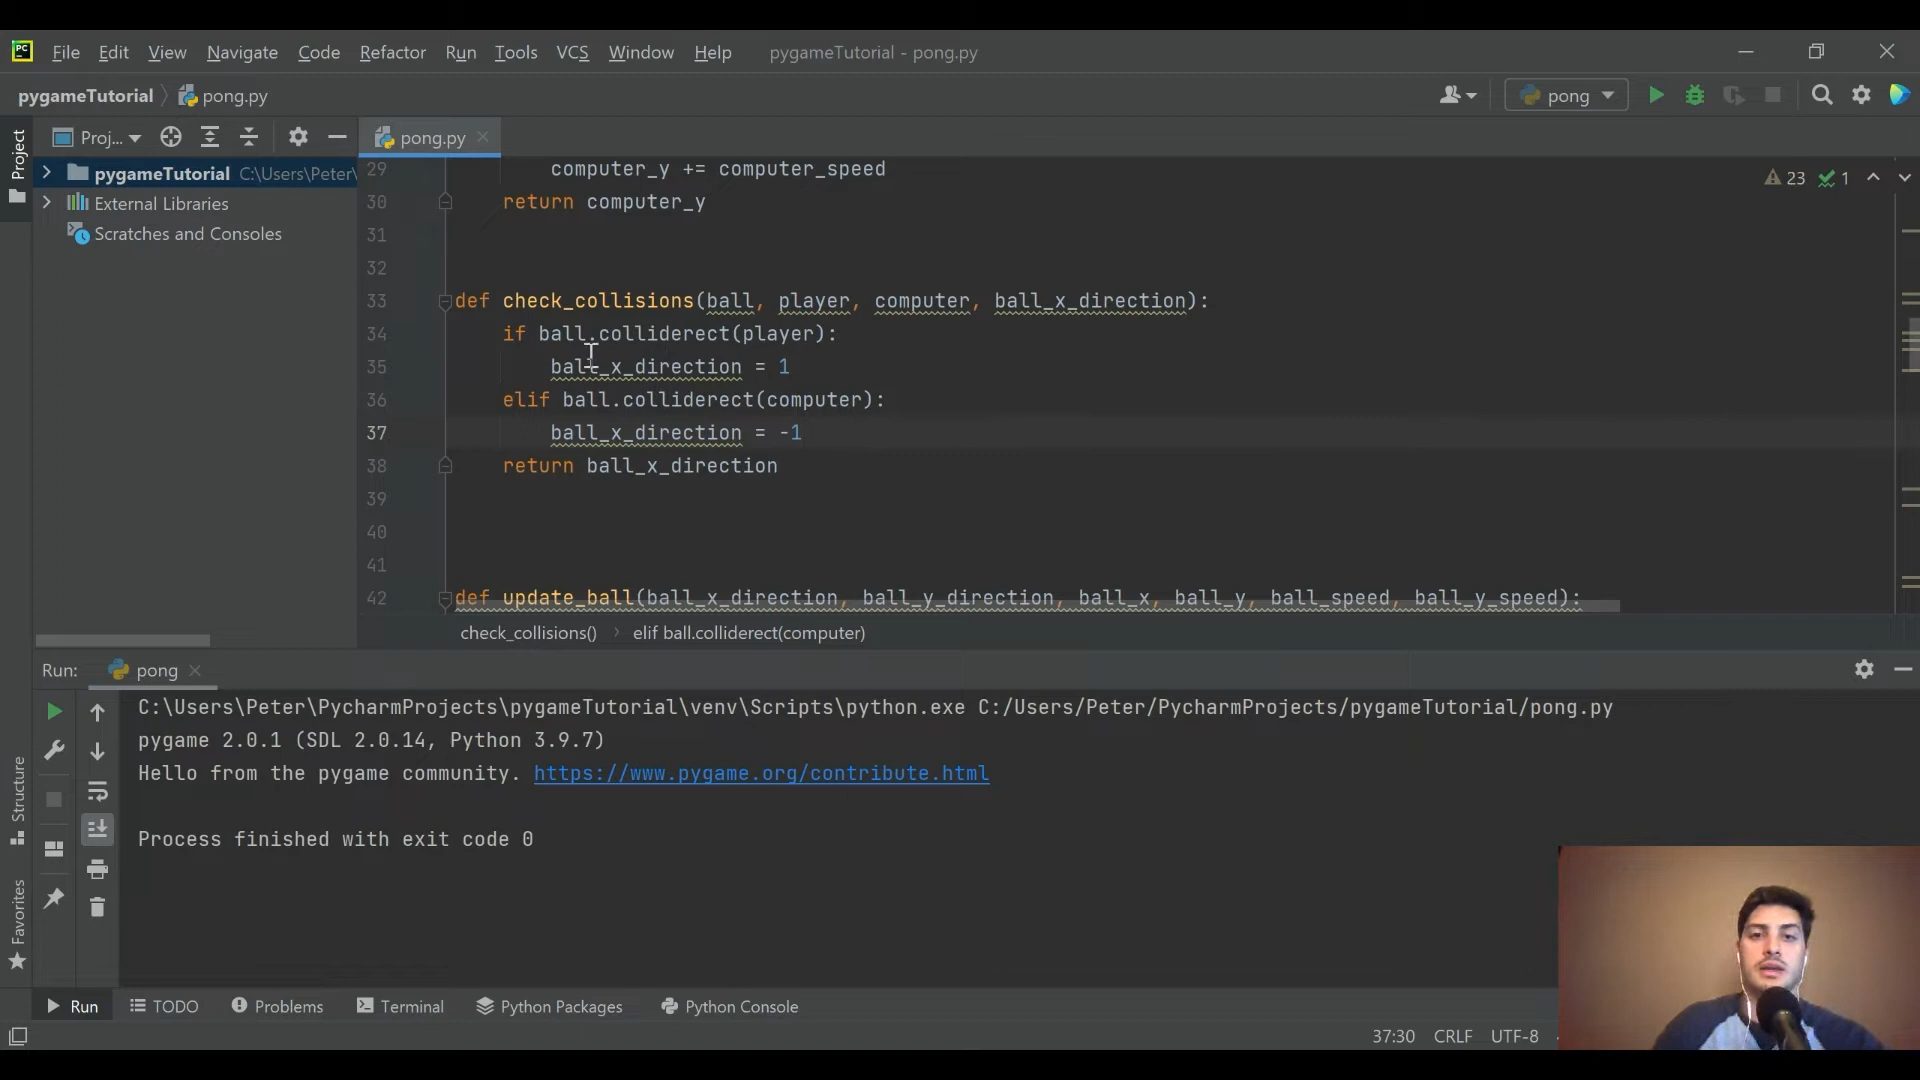 PC File Edit View Navigate Code Refactor Run Tools VCS Window Help pygameTutorial - pong.py
pygameTutorial pong.py pong
Project
Proj...
pong.py
pygameTutorial C:\Users\Peter\
External Libraries
Scratches and Consoles
23 1
29 computer_y += computer_speed
30 return computer_y
31
32
33 def check_collisions(ball, player, computer, ball_x_direction):
34 if ball.colliderect(player):
35 ball_x_direction = 1
36 elif ball.colliderect(computer):
37 ball_x_direction = -1
38 return ball_x_direction
39
40
41
42 def update_ball(ball_x_direction, ball_y_direction, ball_x, ball_y, ball_speed, ball_y_speed):
check_collisions() elif ball.colliderect(computer)
Run: pong
C:\Users\Peter\PycharmProjects\pygameTutorial\venv\Scripts\python.exe C:/Users/Peter/PycharmProjects/pygameTutorial/pong.py
pygame 2.0.1 (SDL 2.0.14, Python 3.9.7)
Hello from the pygame community. https://www.pygame.org/contribute.html
Process finished with exit code 0
Structure
Favorites
Run TODO Problems Terminal Python Packages Python Console
37:30 CRLF UTF-8